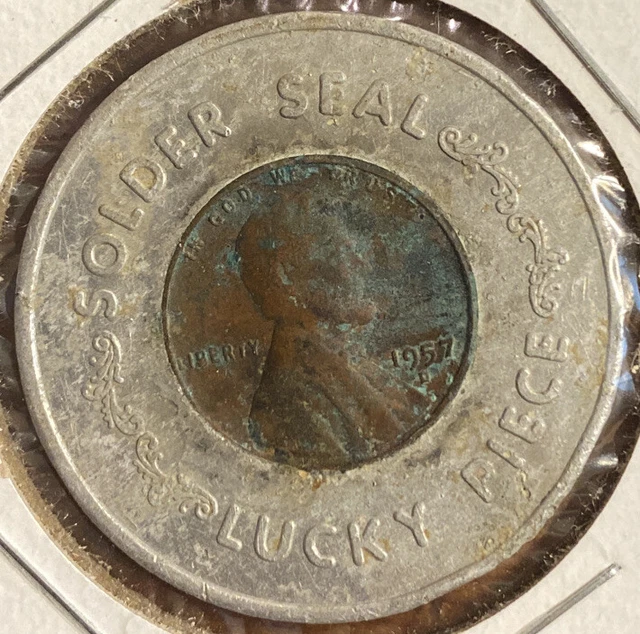 SOLDER SEAL
LUCKY PIECE
IN GOD WE TRUST
LIBERTY
1957
D